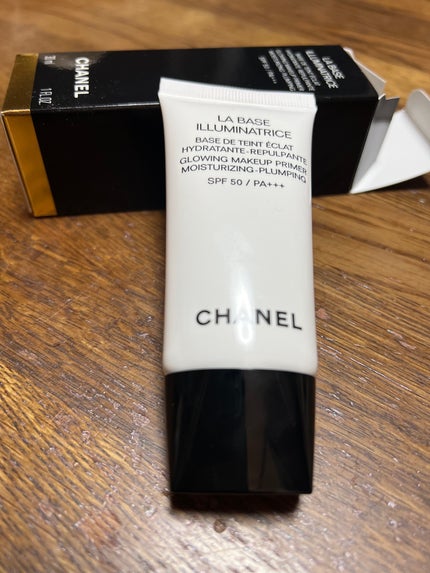 LA BASE
ILLUMINATRICE
BASE DE TEINT ÉCLAT
HYDRATANTE-REPULPANTE
GLOWING MAKEUP PRIMER
MOISTURIZING-PLUMPING
SPF 50 / PA+++
CHANEL
CHANEL
1 FL.OZ.
LA BASE
ILLUMINATRICE